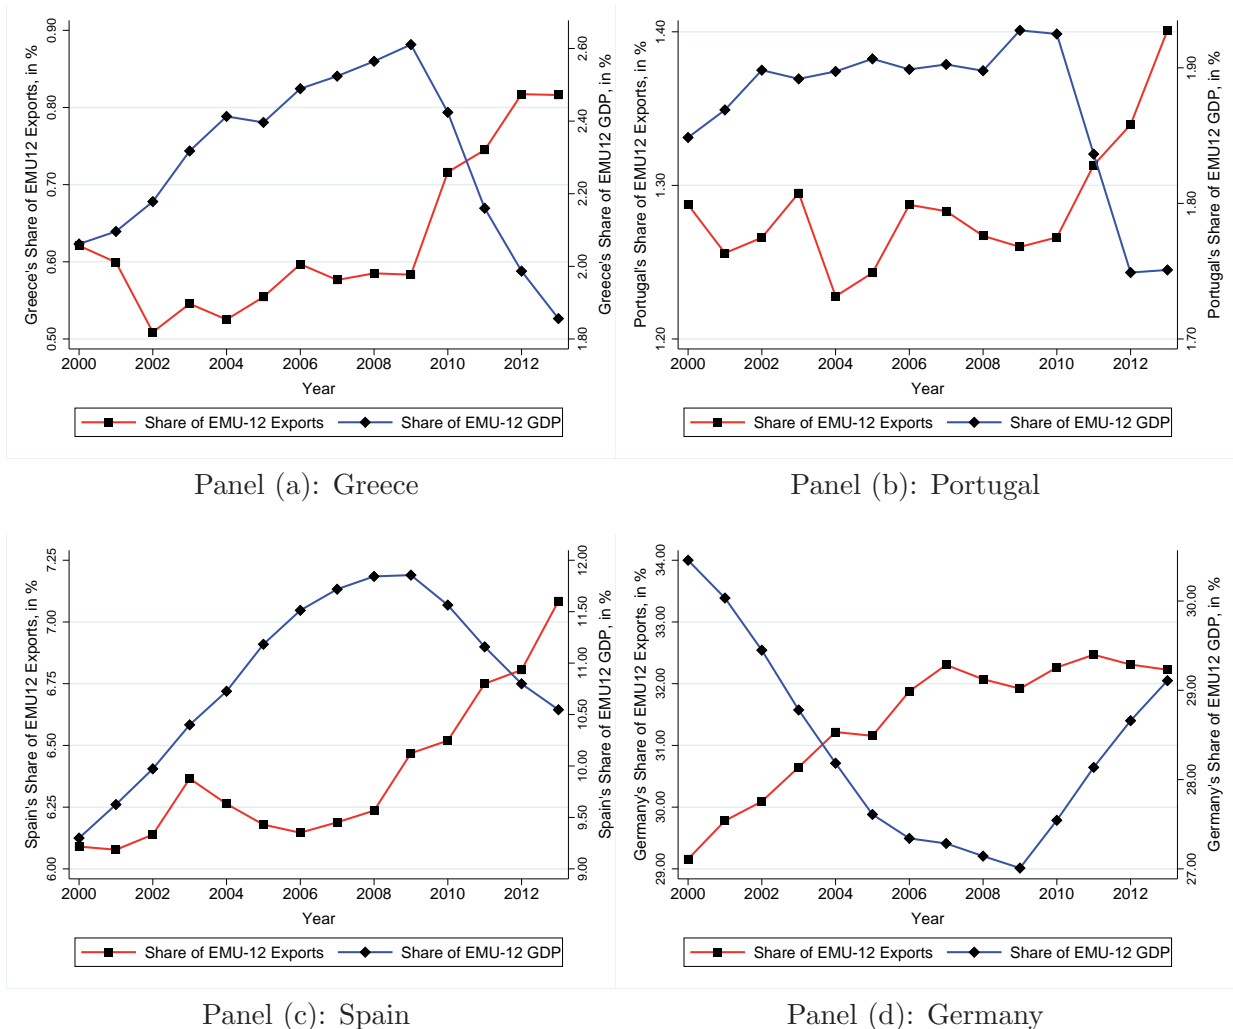 Greece's Share of EMU12 Exports, in %
0.90
0.80
0.70
0.60
0.50
Greece's Share of EMU12 GDP, in %
2.60
2.40
2.20
2.00
1.80
2000 2002 2004 2006 2008 2010 2012
Year
Share of EMU-12 Exports Share of EMU-12 GDP
Panel (a): Greece
Portugal's Share of EMU12 Exports, in %
1.40
1.30
1.20
Portugal's Share of EMU12 GDP, in %
1.90
1.80
1.70
2000 2002 2004 2006 2008 2010 2012
Year
Share of EMU-12 Exports Share of EMU-12 GDP
Panel (b): Portugal
Spain's Share of EMU12 Exports, in %
7.25
7.00
6.75
6.50
6.25
6.00
Spain's Share of EMU12 GDP, in %
12.00
11.50
11.00
10.50
10.00
9.50
9.00
2000 2002 2004 2006 2008 2010 2012
Year
Share of EMU-12 Exports Share of EMU-12 GDP
Panel (c): Spain
Germany's Share of EMU12 Exports, in %
34.00
33.00
32.00
31.00
30.00
29.00
Germany's Share of EMU12 GDP, in %
30.00
29.00
28.00
27.00
2000 2002 2004 2006 2008 2010 2012
Year
Share of EMU-12 Exports Share of EMU-12 GDP
Panel (d): Germany